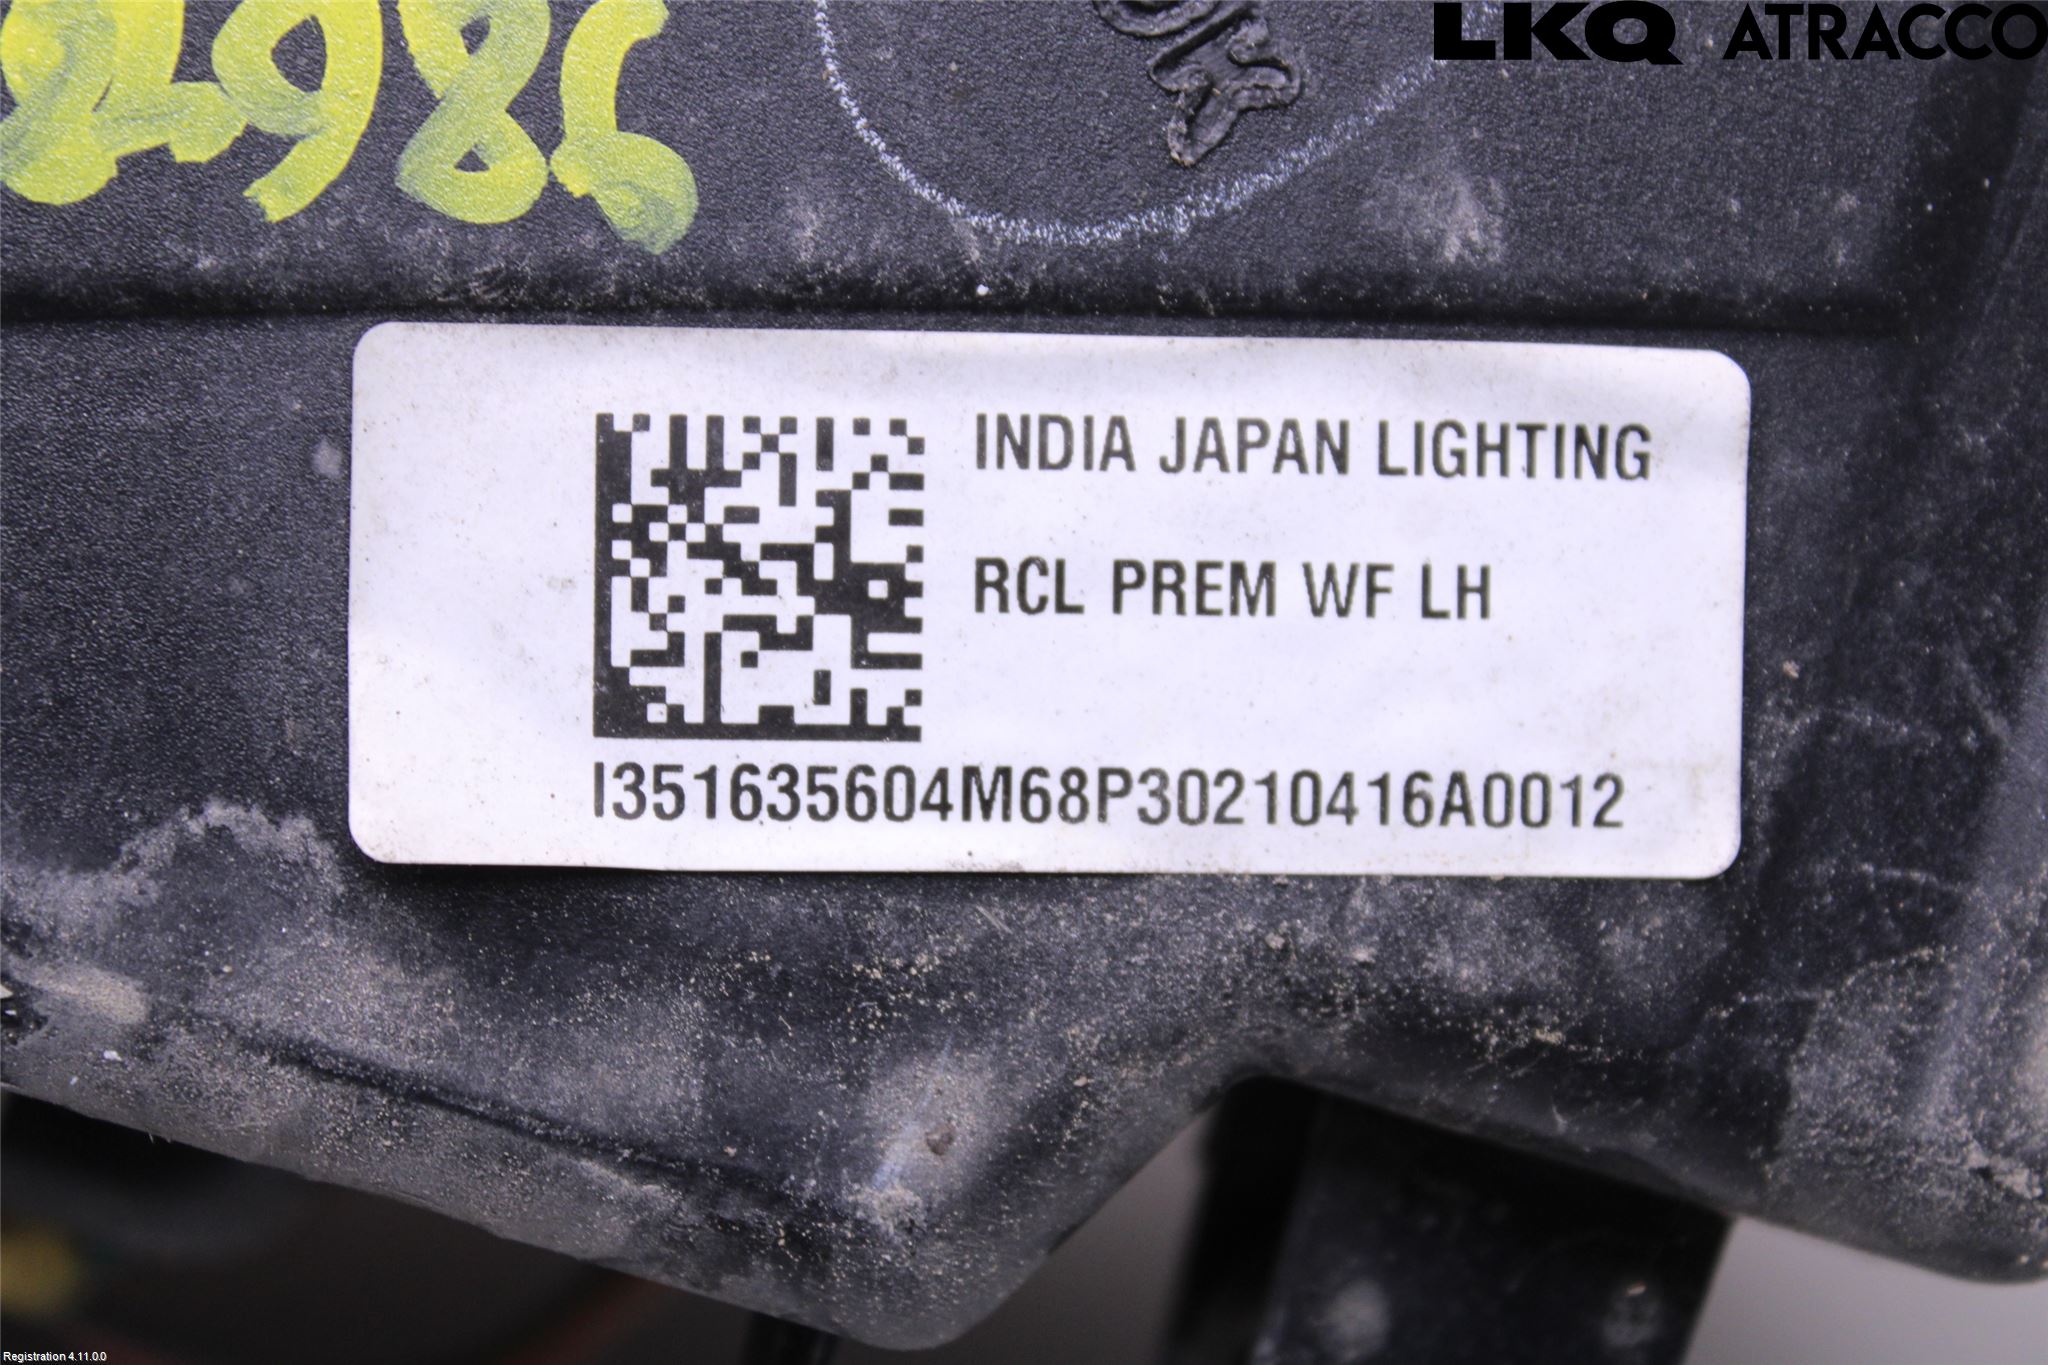 LKQ ATRACCO
INDIA JAPAN LIGHTING
RCL PREM WF LH
I351635604M68P30210416A0012
Registration 4.11.0.0